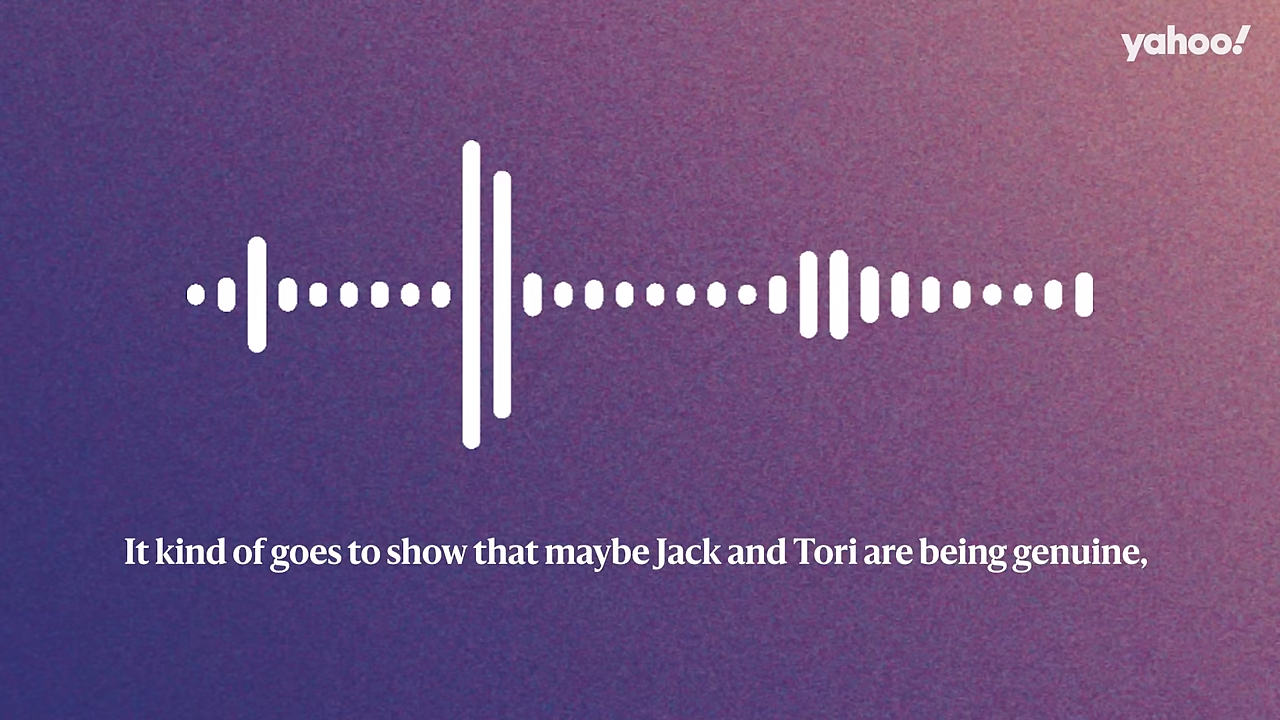 yahoo!
It kind of goes to show that maybe Jack and Tori are being genuine,